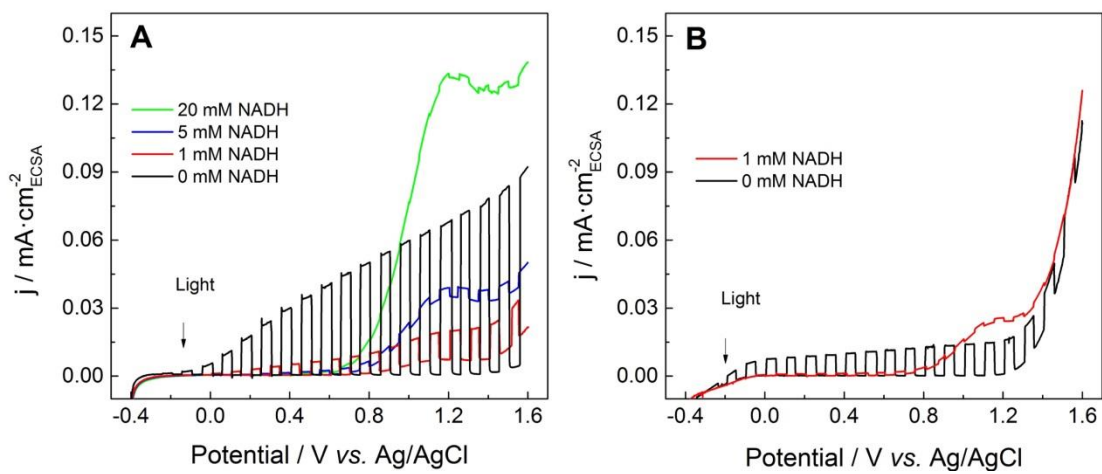 A
20 mM NADH
5 mM NADH
1 mM NADH
0 mM NADH
Light
j / mA·cm⁻²ECSA
0.15
0.12
0.09
0.06
0.03
0.00
-0.4 0.0 0.4 0.8 1.2 1.6
Potential / V vs. Ag/AgCl
B
1 mM NADH
0 mM NADH
Light
j / mA·cm⁻²ECSA
0.15
0.12
0.09
0.06
0.03
0.00
-0.4 0.0 0.4 0.8 1.2 1.6
Potential / V vs. Ag/AgCl